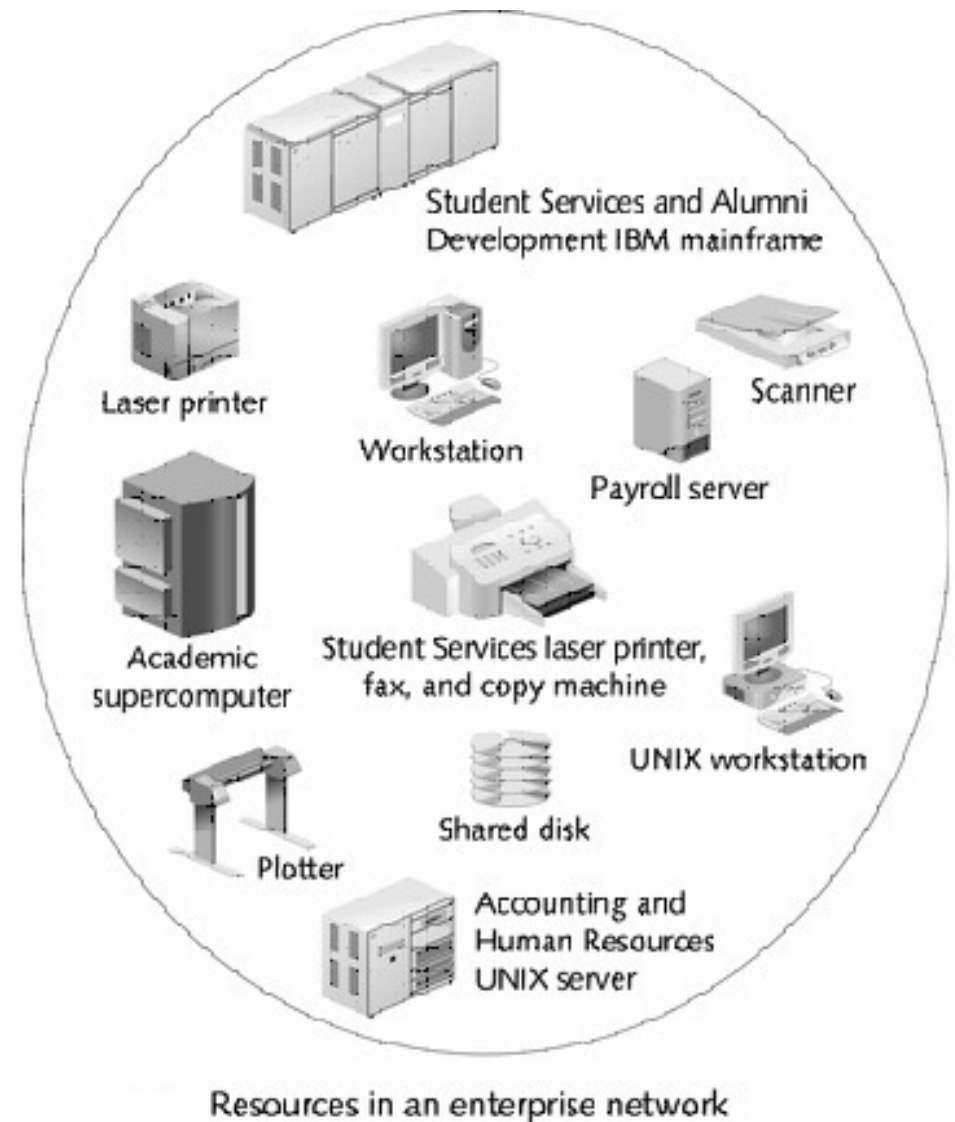 Student Services and Alumni
Development IBM mainframe
Laser printer
Workstation
Scanner
Payroll server
Academic
supercomputer
Student Services laser printer,
fax, and copy machine
UNIX workstation
Shared disk
Plotter
Accounting and
Human Resources
UNIX server
Resources in an enterprise network